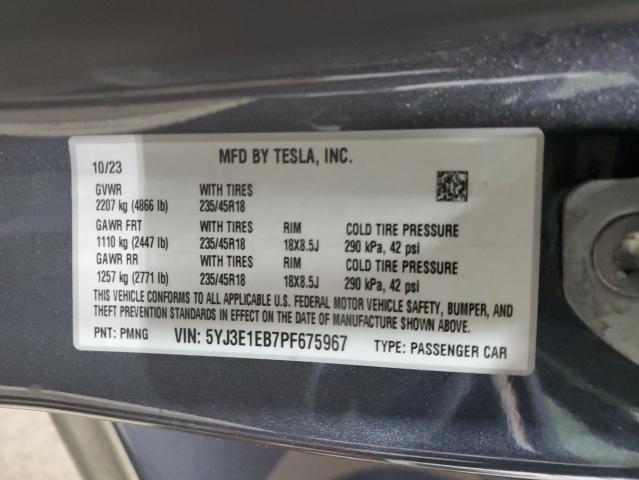 MFD BY TESLA, INC.
10/23
GVWR WITH TIRES
2207 kg (4866 lb) 235/45R18
GAWR FRT WITH TIRES RIM COLD TIRE PRESSURE
1110 kg (2447 lb) 235/45R18 18X8.5J 290 kPa, 42 psi
GAWR RR WITH TIRES RIM COLD TIRE PRESSURE
1257 kg (2771 lb) 235/45R18 18X8.5J 290 kPa, 42 psi
THIS VEHICLE CONFORMS TO ALL APPLICABLE U.S. FEDERAL MOTOR VEHICLE SAFETY, BUMPER, AND
THEFT PREVENTION STANDARDS IN EFFECT ON THE DATE OF MANUFACTURE SHOWN ABOVE.
PNT: PMNG VIN: 5YJ3E1EB7PF675967 TYPE: PASSENGER CAR